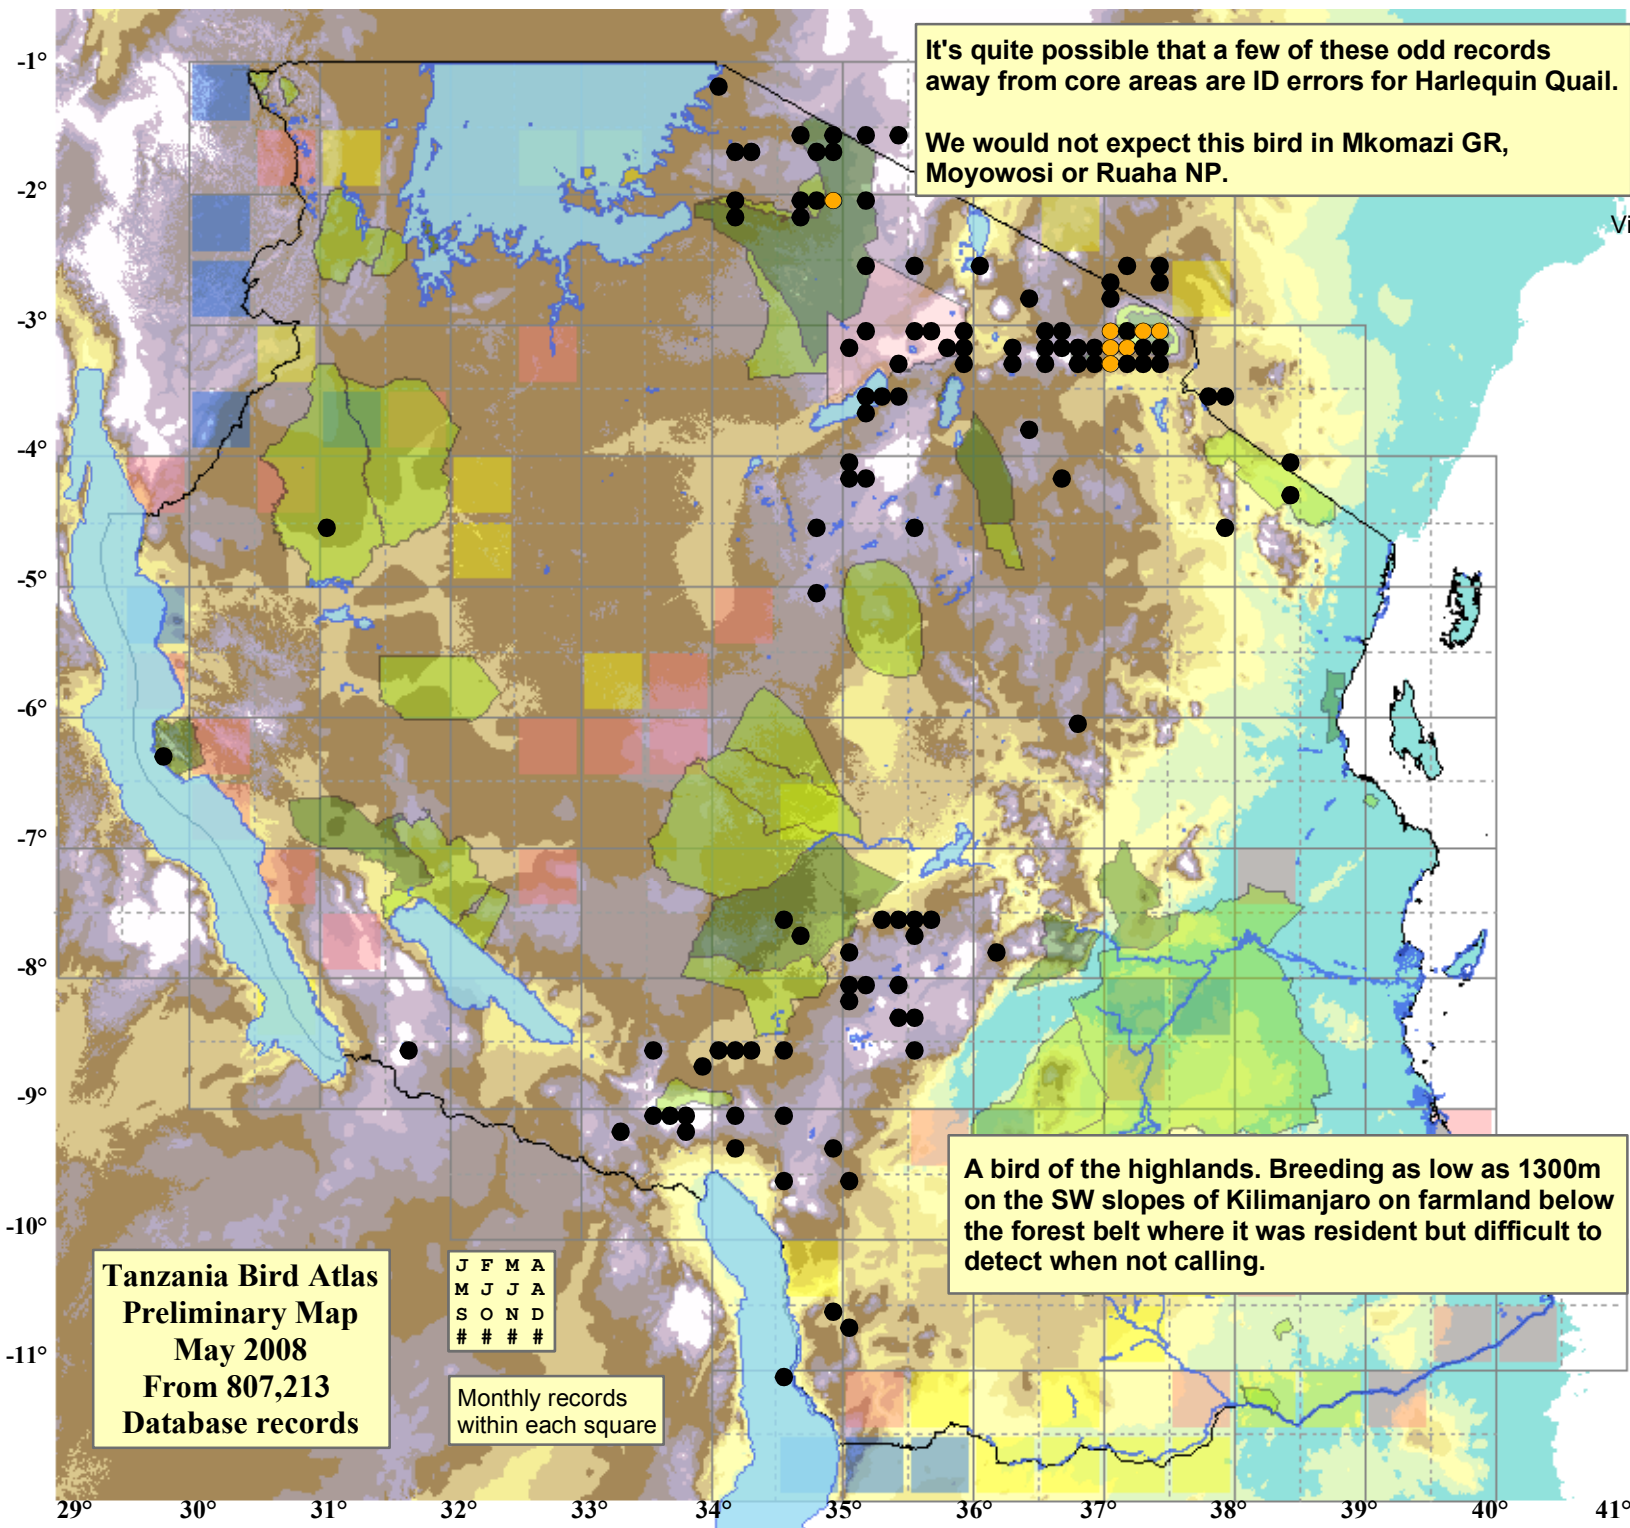 It's quite possible that a few of these odd records
away from core areas are ID errors for Harlequin Quail.
We would not expect this bird in Mkomazi GR,
Moyowosi or Ruaha NP.
Vi
-1°
-2°
-3°
-4°
-5°
-6°
-7°
-8°
-9°
-10°
-11°
A bird of the highlands. Breeding as low as 1300m
on the SW slopes of Kilimanjaro on farmland below
the forest belt where it was resident but difficult to
detect when not calling.
Tanzania Bird Atlas
Preliminary Map
May 2008
From 807,213
Database records
J F M A
M J J A
S O N D
# # # #
Monthly records
within each square
29° 30° 31° 32° 33° 34° 35° 36° 37° 38° 39° 40° 41°